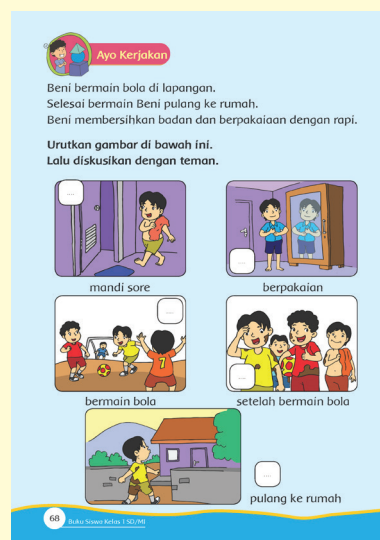 Ayo Kerjakan
Beni bermain bola di lapangan.
Selesai bermain Beni pulang ke rumah.
Beni membersihkan badan dan berpakaiaan dengan rapi.
Urutkan gambar di bawah ini.
Lalu diskusikan dengan teman.
...
mandi sore
...
berpakaian
...
7
bermain bola
...
setelah bermain bola
...
pulang ke rumah
68 Buku Siswa Kelas I SD/MI